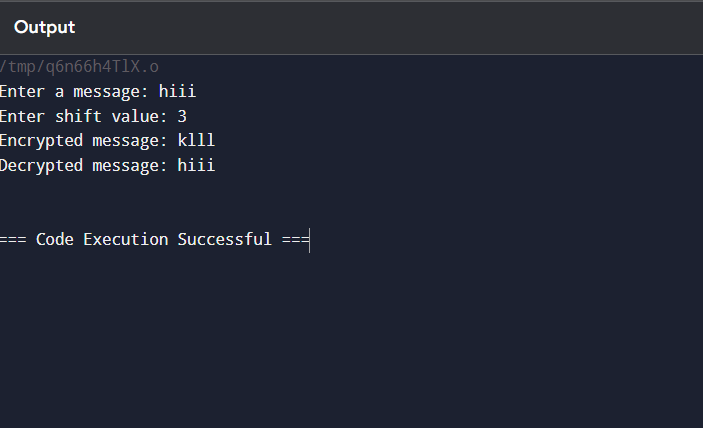 Output
/tmp/q6n66h4TlX.o
Enter a message: hiii
Enter shift value: 3
Encrypted message: klll
Decrypted message: hiii
=== Code Execution Successful ===